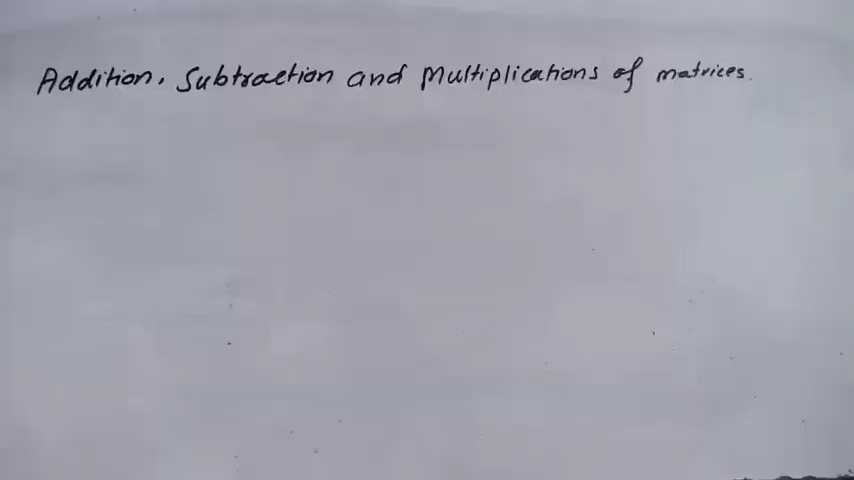 Addition, Subtraction and Multiplications of matrices.